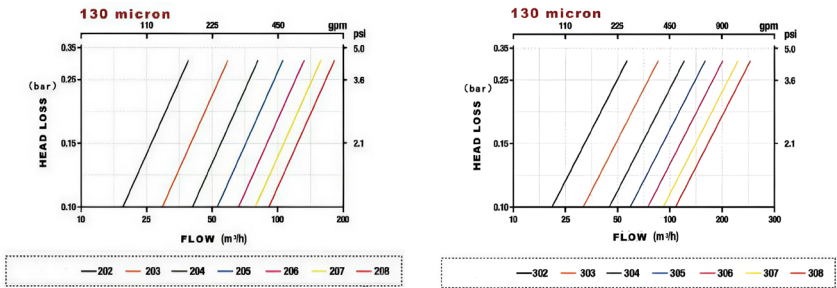 130 micron
110 225 450 gpm
psi
0.35 5.0
0.25 3.6
(bar)
0.15 2.1
0.10
HEAD LOSS
10 25 50 100 200
FLOW (m³/h)
202 203 204 205 206 207 208
130 micron
110 225 450 900 gpm
psi
0.35 5.0
0.25 3.6
(bar)
0.15 2.1
0.10
HEAD LOSS
10 25 50 100 300
FLOW (m³/h)
302 303 304 305 306 307 308